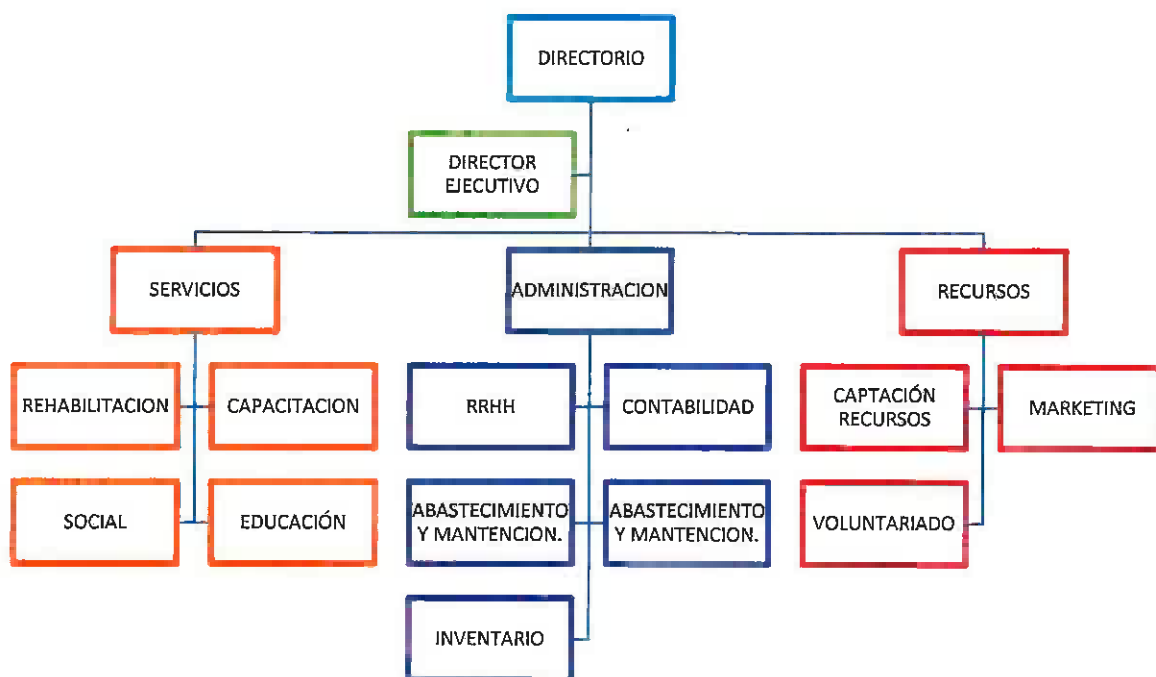 DIRECTORIO
DIRECTOR
EJECUTIVO
SERVICIOS
ADMINISTRACION
RECURSOS
REHABILITACION
CAPACITACION
RRHH
CONTABILIDAD
CAPTACIÓN
RECURSOS
MARKETING
SOCIAL
EDUCACIÓN
ABASTECIMIENTO
Y MANTENCION.
ABASTECIMIENTO
Y MANTENCION.
VOLUNTARIADO
INVENTARIO